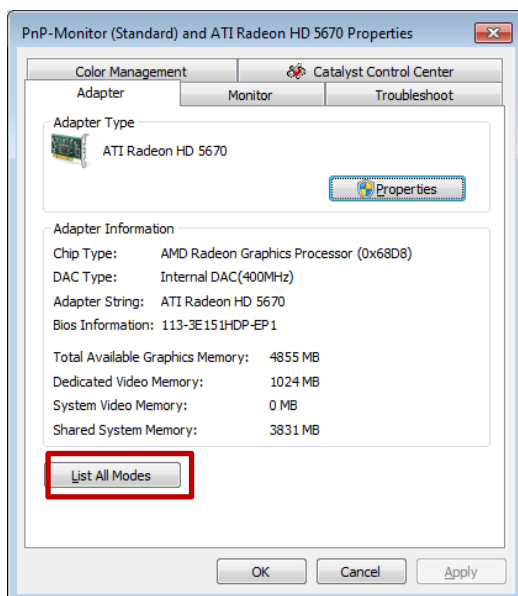 PnP-Monitor (Standard) and ATI Radeon HD 5670 Properties
Color Management Catalyst Control Center
Adapter Monitor Troubleshoot
Adapter Type
ATI Radeon HD 5670
Properties
Adapter Information
Chip Type: AMD Radeon Graphics Processor (0x68D8)
DAC Type: Internal DAC(400MHz)
Adapter String: ATI Radeon HD 5670
Bios Information: 113-3E151HDP-EP1
Total Available Graphics Memory: 4855 MB
Dedicated Video Memory: 1024 MB
System Video Memory: 0 MB
Shared System Memory: 3831 MB
List All Modes
OK Cancel Apply